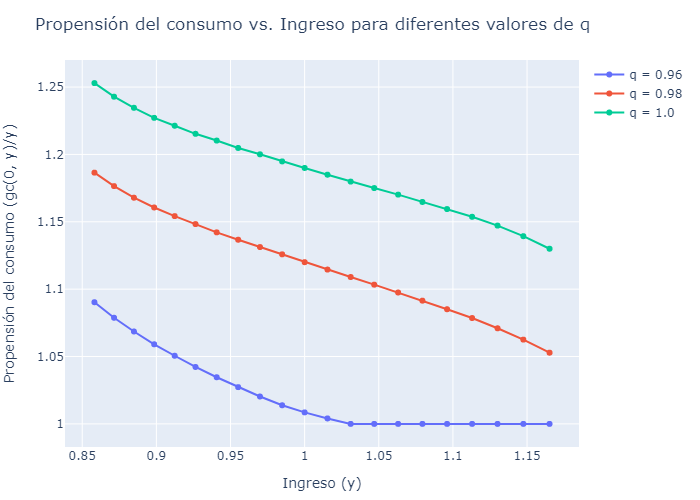 Propensión del consumo vs. Ingreso para diferentes valores de q
q = 0.96
q = 0.98
q = 1.0
Propensión del consumo (gc(0, y)/y)
1.25
1.2
1.15
1.1
1.05
1
0.85
0.9
0.95
1
1.05
1.1
1.15
Ingreso (y)